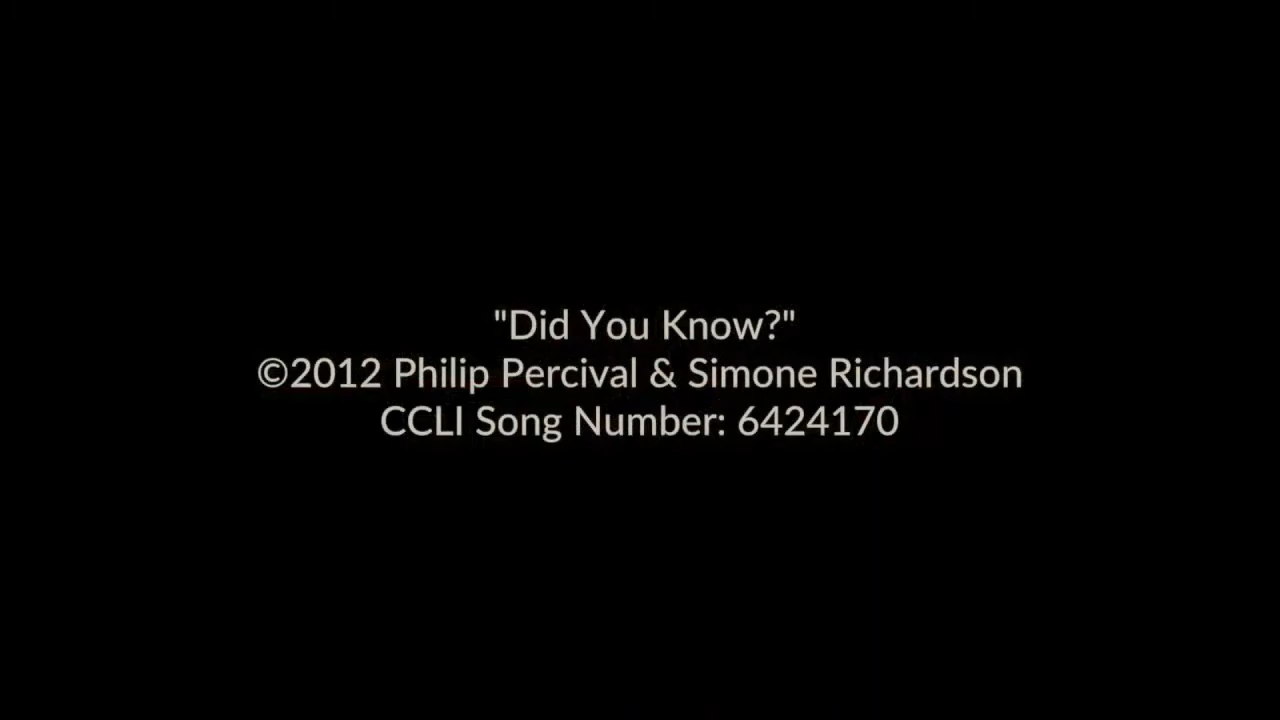 "Did You Know?"
©2012 Philip Percival & Simone Richardson
CCLI Song Number: 6424170